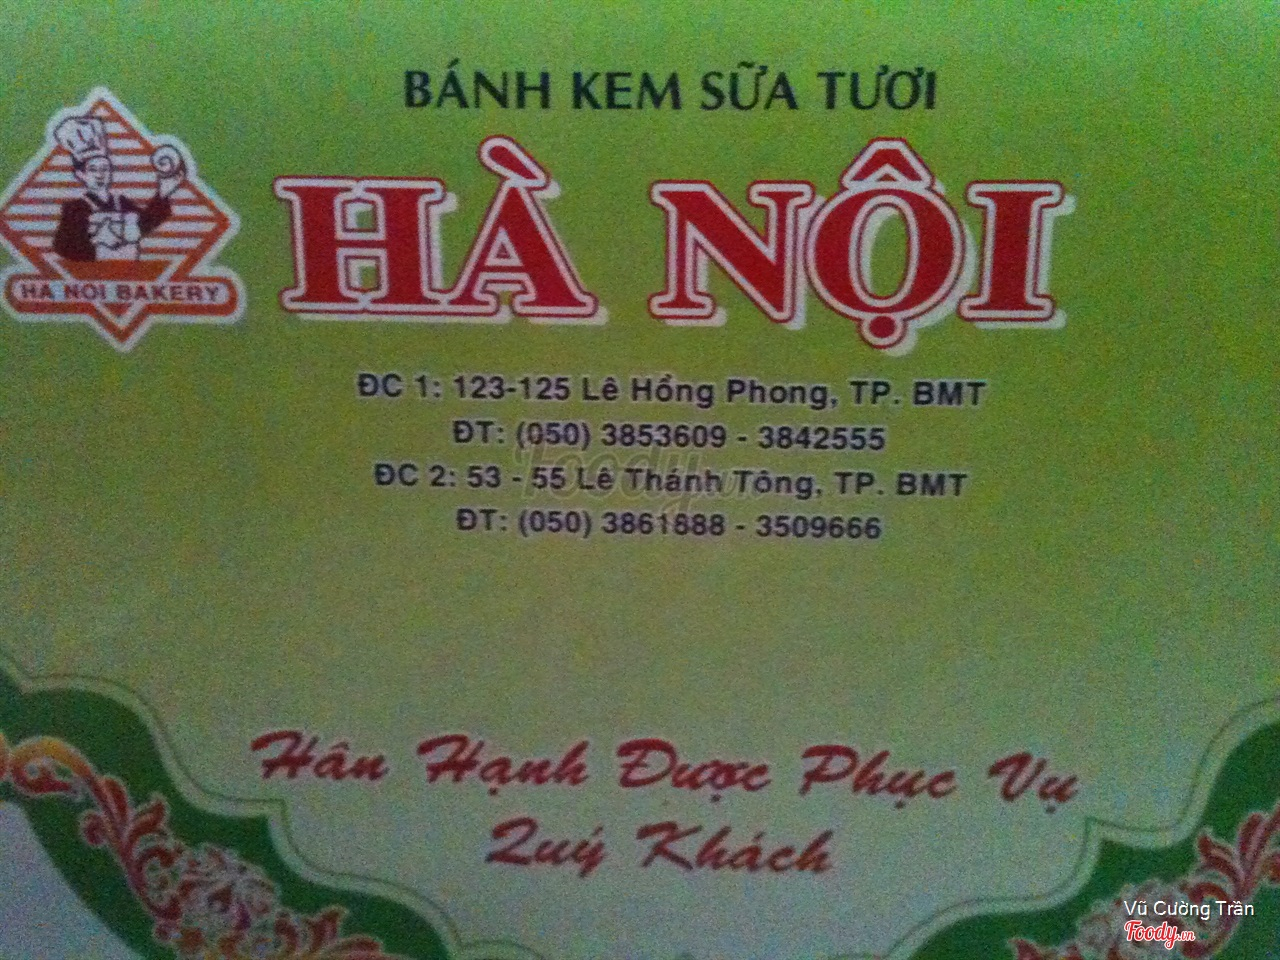 BÁNH KEM SỮA TƯƠI
HÀ NỘI
HA NOI BAKERY
ĐC 1: 123-125 Lê Hồng Phong, TP. BMT
ĐT: (050) 3853609 - 3842555
ĐC 2: 53 - 55 Lê Thánh Tông, TP. BMT
ĐT: (050) 3861888 - 3509666
Foody.vn
Hân Hạnh Được Phục Vụ
Quý Khách
Vũ Cường Trần
Foody.vn